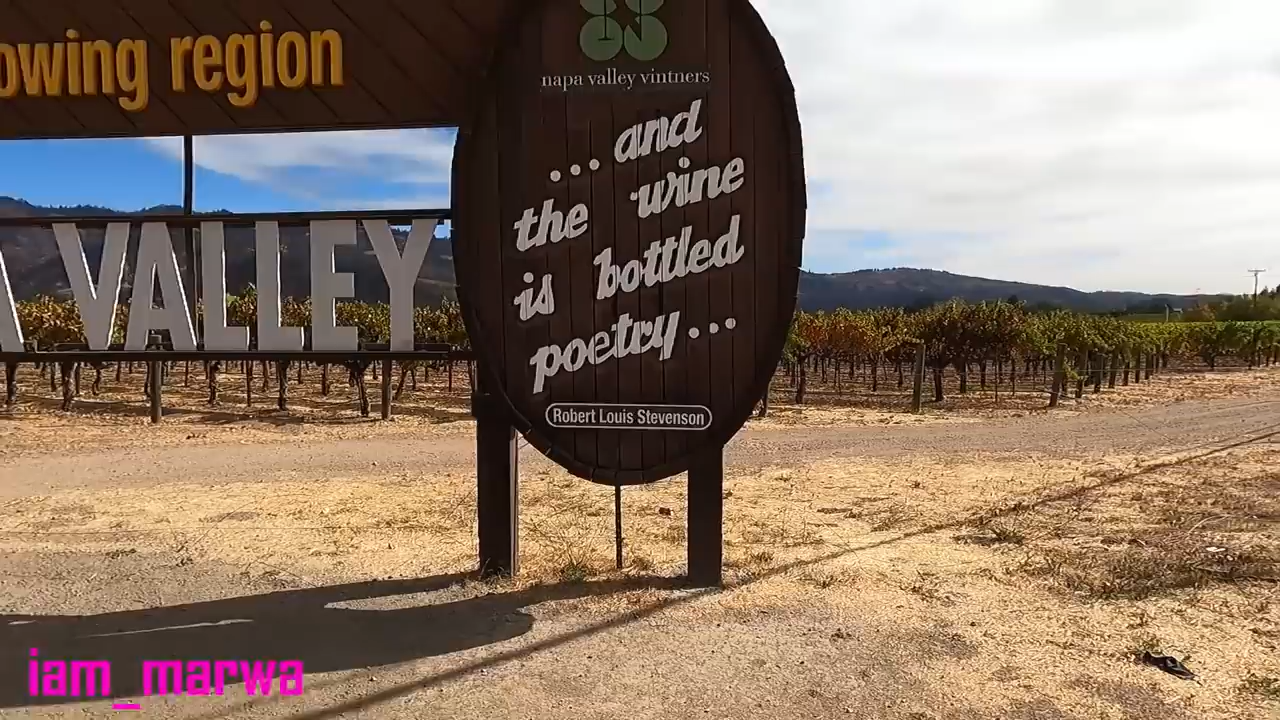 owing region
VALLEY
napa valley vintners
... and
the wine
is bottled
poetry...
Robert Louis Stevenson
iam_marwa